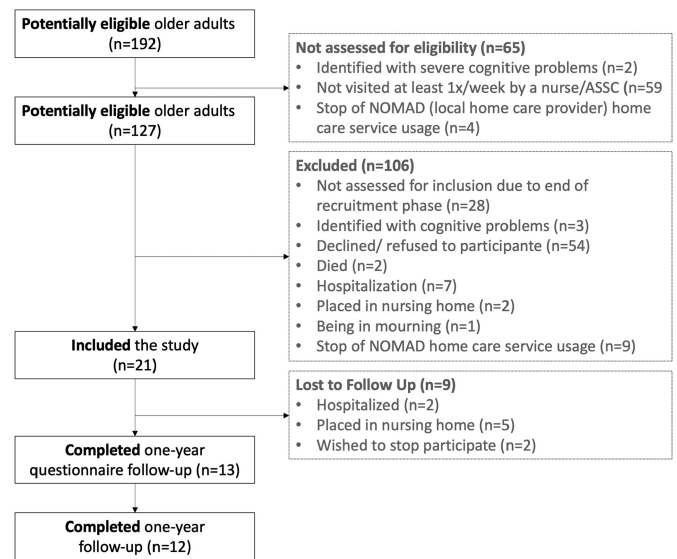 Potentially eligible older adults
(n=192)
Not assessed for eligibility (n=65)
• Identified with severe cognitive problems (n=2)
• Not visited at least 1x/week by a nurse/ASSC (n=59
• Stop of NOMAD (local home care provider) home
care service usage (n=4)
Potentially eligible older adults
(n=127)
Excluded (n=106)
• Not assessed for inclusion due to end of
recruitment phase (n=28)
• Identified with cognitive problems (n=3)
• Declined/ refused to participante (n=54)
• Died (n=2)
• Hospitalization (n=7)
• Placed in nursing home (n=2)
• Being in mourning (n=1)
• Stop of NOMAD home care service usage (n=9)
Included the study
(n=21)
Lost to Follow Up (n=9)
• Hospitalized (n=2)
• Placed in nursing home (n=5)
• Wished to stop participate (n=2)
Completed one-year
questionnaire follow-up (n=13)
Completed one-year
follow-up (n=12)